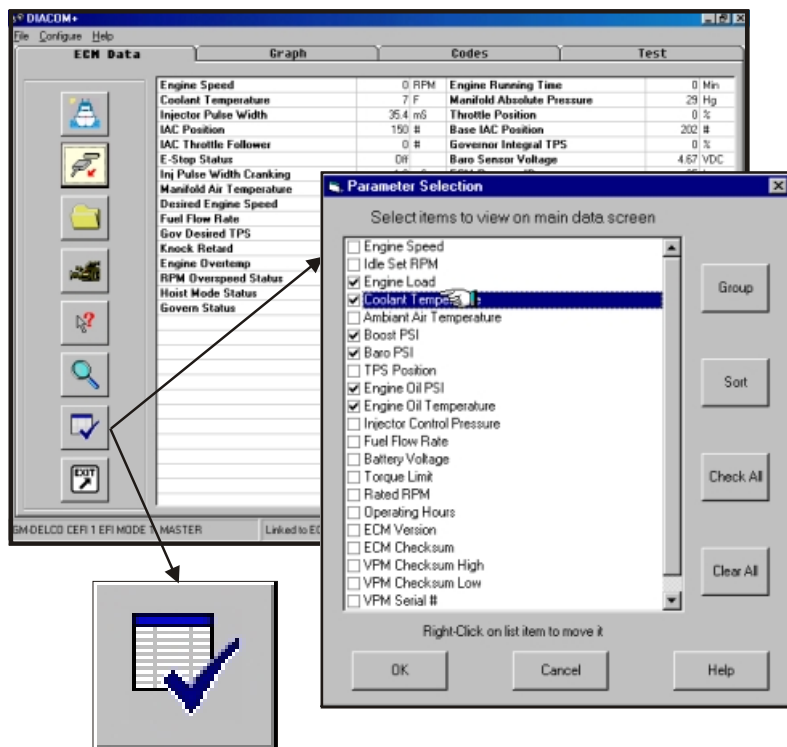 DIACOM+
File Configure Help
ECM Data Graph Codes Test
Engine Speed 0 RPM Engine Running Time 0 Min
Coolant Temperature 7 F Manifold Absolute Pressure 29 Hg
Injector Pulse Width 35.4 mS Throttle Position 0 %
IAC Position 150 # Base IAC Position 202 #
IAC Throttle Follower 0 # Governor Integral TPS 0 %
E-Stop Status Off Baro Sensor Voltage 4.67 VDC
Inj Pulse Width Cranking
Manifold Air Temperature
Desired Engine Speed
Fuel Flow Rate
Gov Desired TPS
Knock Retard
Engine Overtemp
RPM Overspeed Status
Hoist Mode Status
Govern Status
EXIT
GM-DELCO CEFI 1 EFI MODE 1, MASTER Linked to EC
Parameter Selection
Select items to view on main data screen
Engine Speed
Idle Set RPM
Engine Load
Coolant Tempe
Ambiant Air Temperature
Boost PSI
Baro PSI
TPS Position
Engine Oil PSI
Engine Oil Temperature
Injector Control Pressure
Fuel Flow Rate
Battery Voltage
Torque Limit
Rated RPM
Operating Hours
ECM Version
ECM Checksum
VPM Checksum High
VPM Checksum Low
VPM Serial #
Group
Sort
Check All
Clear All
Right-Click on list item to move it
OK Cancel Help